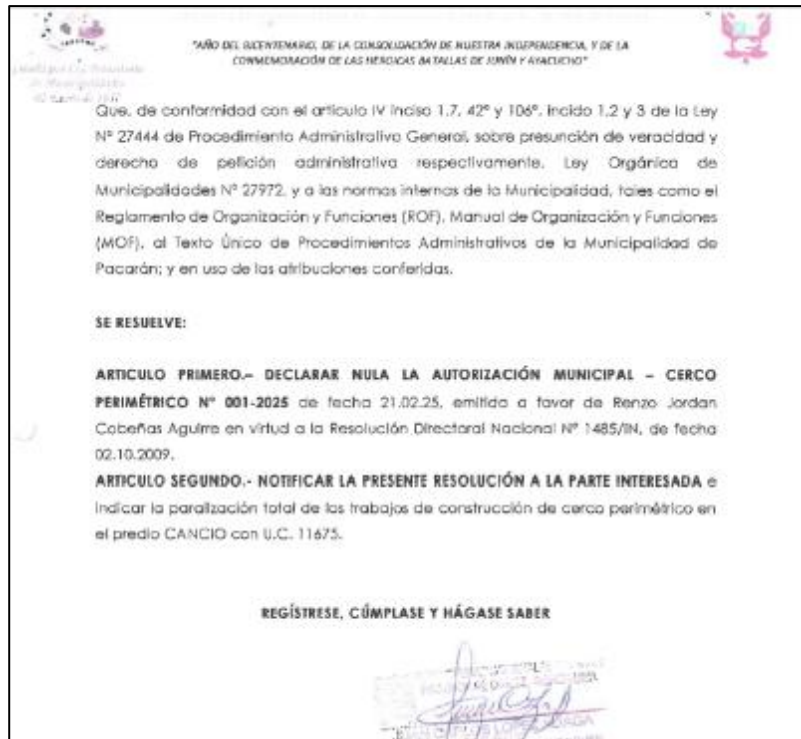 "AÑO DEL BICENTENARIO, DE LA CONSOLIDACIÓN DE NUESTRA INDEPENDENCIA, Y DE LA
CONMEMORACIÓN DE LAS HEROICAS BATALLAS DE JUNÍN Y AYACUCHO"
Que, de conformidad con el artículo IV inciso 1.7, 42° y 106°, incido 1,2 y 3 de la Ley
N° 27444 de Procedimiento Administrativo General, sobre presunción de veracidad y
derecho de petición administrativa respectivamente, Ley Orgánica de
Municipalidades N° 27972, y a las normas internas de la Municipalidad, tales como el
Reglamento de Organización y Funciones (ROF), Manual de Organización y Funciones
(MOF), al Texto Único de Procedimientos Administrativos de la Municipalidad de
Pacarán; y en uso de las atribuciones conferidas.
SE RESUELVE:
ARTICULO PRIMERO.– DECLARAR NULA LA AUTORIZACIÓN MUNICIPAL – CERCO
PERIMÉTRICO N° 001-2025 de fecha 21.02.25, emitida a favor de Renzo Jordan
Cobeñas Aguirre en virtud a la Resolución Directoral Nacional N° 1485/IN, de fecha
02.10.2009.
ARTICULO SEGUNDO.- NOTIFICAR LA PRESENTE RESOLUCIÓN A LA PARTE INTERESADA e
indicar la paralización total de los trabajos de construcción de cerco perimétrico en
el predio CANCIO con U.C. 11675.
REGÍSTRESE, CÚMPLASE Y HÁGASE SABER